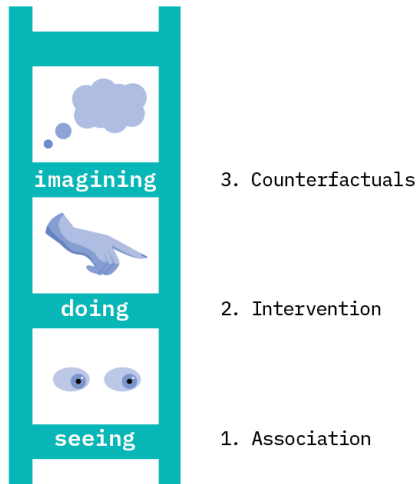 imagining 3. Counterfactuals
doing 2. Intervention
seeing 1. Association